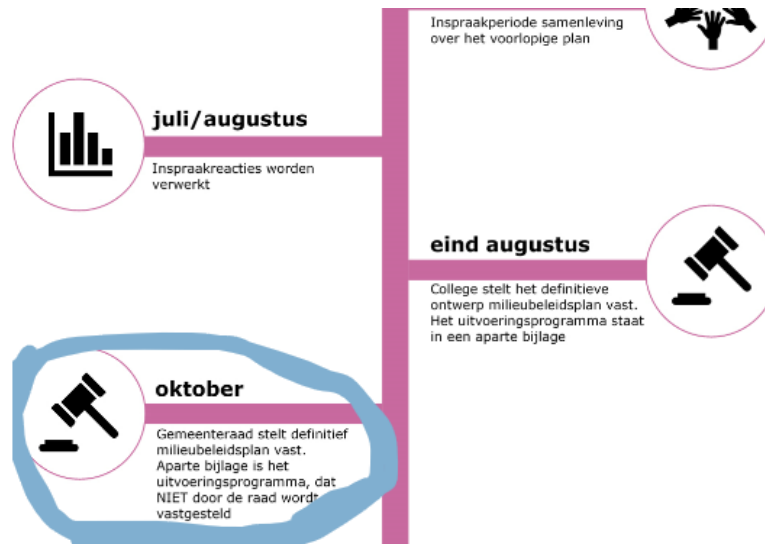 Inspraakperiode samenleving
over het voorlopige plan
juli/augustus
Inspraakreacties worden
verwerkt
eind augustus
College stelt het definitieve
ontwerp milieubeleidsplan vast.
Het uitvoeringsprogramma staat
in een aparte bijlage
oktober
Gemeenteraad stelt definitief
milieubeleidsplan vast.
Aparte bijlage is het
uitvoeringsprogramma, dat
NIET door de raad wordt
vastgesteld